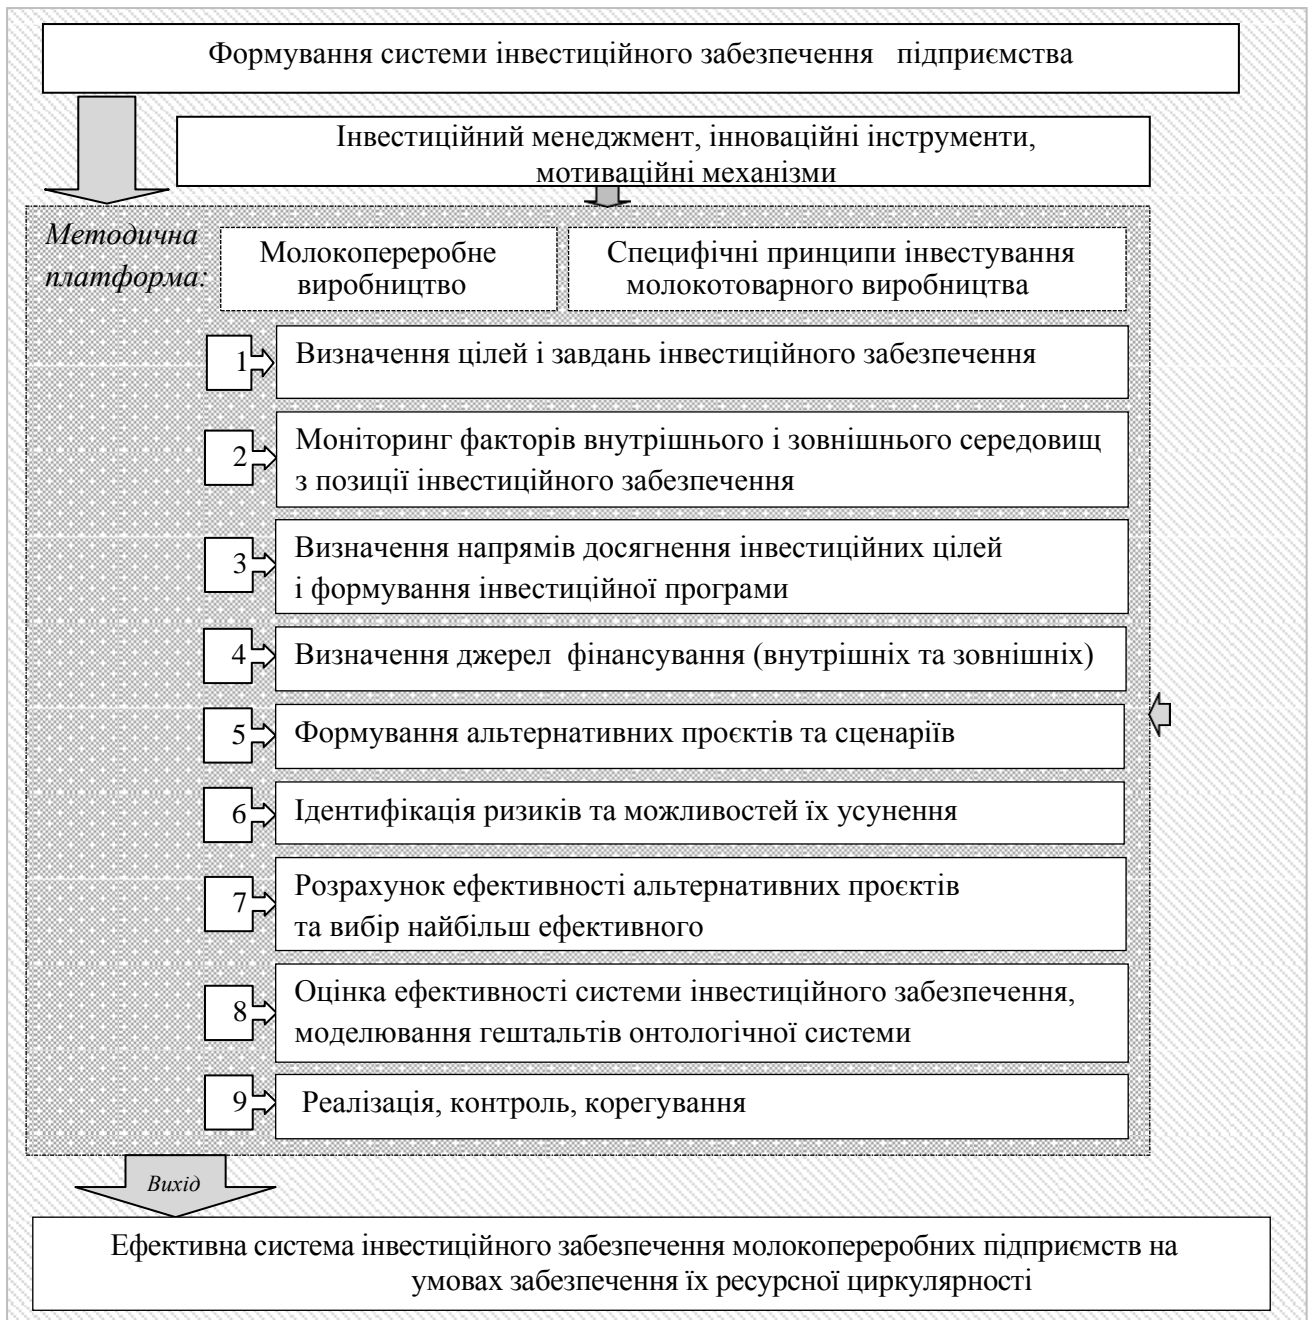 Формування системи інвестиційного забезпечення підприємства
Інвестиційний менеджмент, інноваційні інструменти,
мотиваційні механізми
Методична
платформа:
Молокопереробне
виробництво
Специфічні принципи інвестування
молокотоварного виробництва
1
Визначення цілей і завдань інвестиційного забезпечення
2
Моніторинг факторів внутрішнього і зовнішнього середовищ
з позиції інвестиційного забезпечення
3
Визначення напрямів досягнення інвестиційних цілей
і формування інвестиційної програми
4
Визначення джерел фінансування (внутрішніх та зовнішніх)
5
Формування альтернативних проєктів та сценаріїв
6
Ідентифікація ризиків та можливостей їх усунення
7
Розрахунок ефективності альтернативних проєктів
та вибір найбільш ефективного
8
Оцінка ефективності системи інвестиційного забезпечення,
моделювання гештальтів онтологічної системи
9
Реалізація, контроль, корегування
Вихід
Ефективна система інвестиційного забезпечення молокопереробних підприємств на
умовах забезпечення їх ресурсної циркулярності